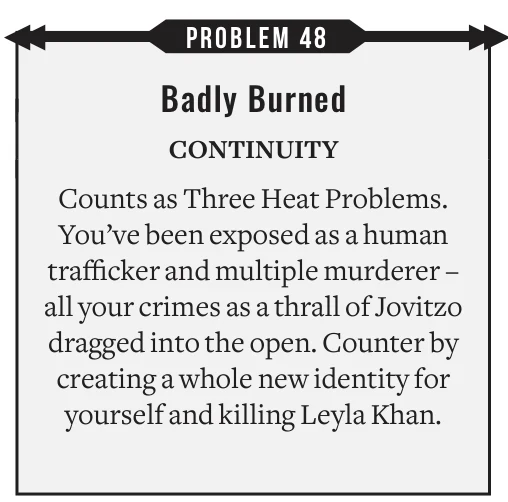 PROBLEM 48
Badly Burned
CONTINUITY
Counts as Three Heat Problems.
You’ve been exposed as a human
trafficker and multiple murderer –
all your crimes as a thrall of Jovitzo
dragged into the open. Counter by
creating a whole new identity for
yourself and killing Leyla Khan.